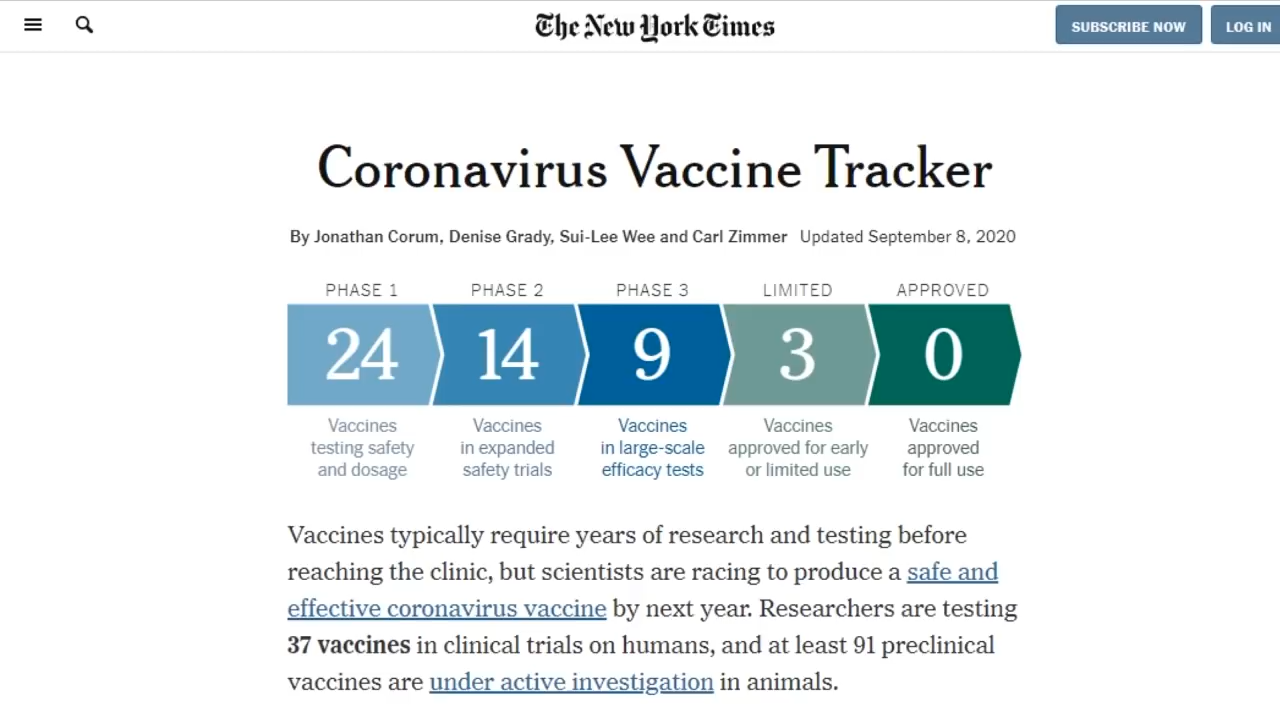 The New York Times
SUBSCRIBE NOW
LOG IN
Coronavirus Vaccine Tracker
By Jonathan Corum, Denise Grady, Sui-Lee Wee and Carl Zimmer Updated September 8, 2020
PHASE 1
24
Vaccines
testing safety
and dosage
PHASE 2
14
Vaccines
in expanded
safety trials
PHASE 3
9
Vaccines
in large-scale
efficacy tests
LIMITED
3
Vaccines
approved for early
or limited use
APPROVED
0
Vaccines
approved
for full use
Vaccines typically require years of research and testing before
reaching the clinic, but scientists are racing to produce a safe and
effective coronavirus vaccine by next year. Researchers are testing
37 vaccines in clinical trials on humans, and at least 91 preclinical
vaccines are under active investigation in animals.